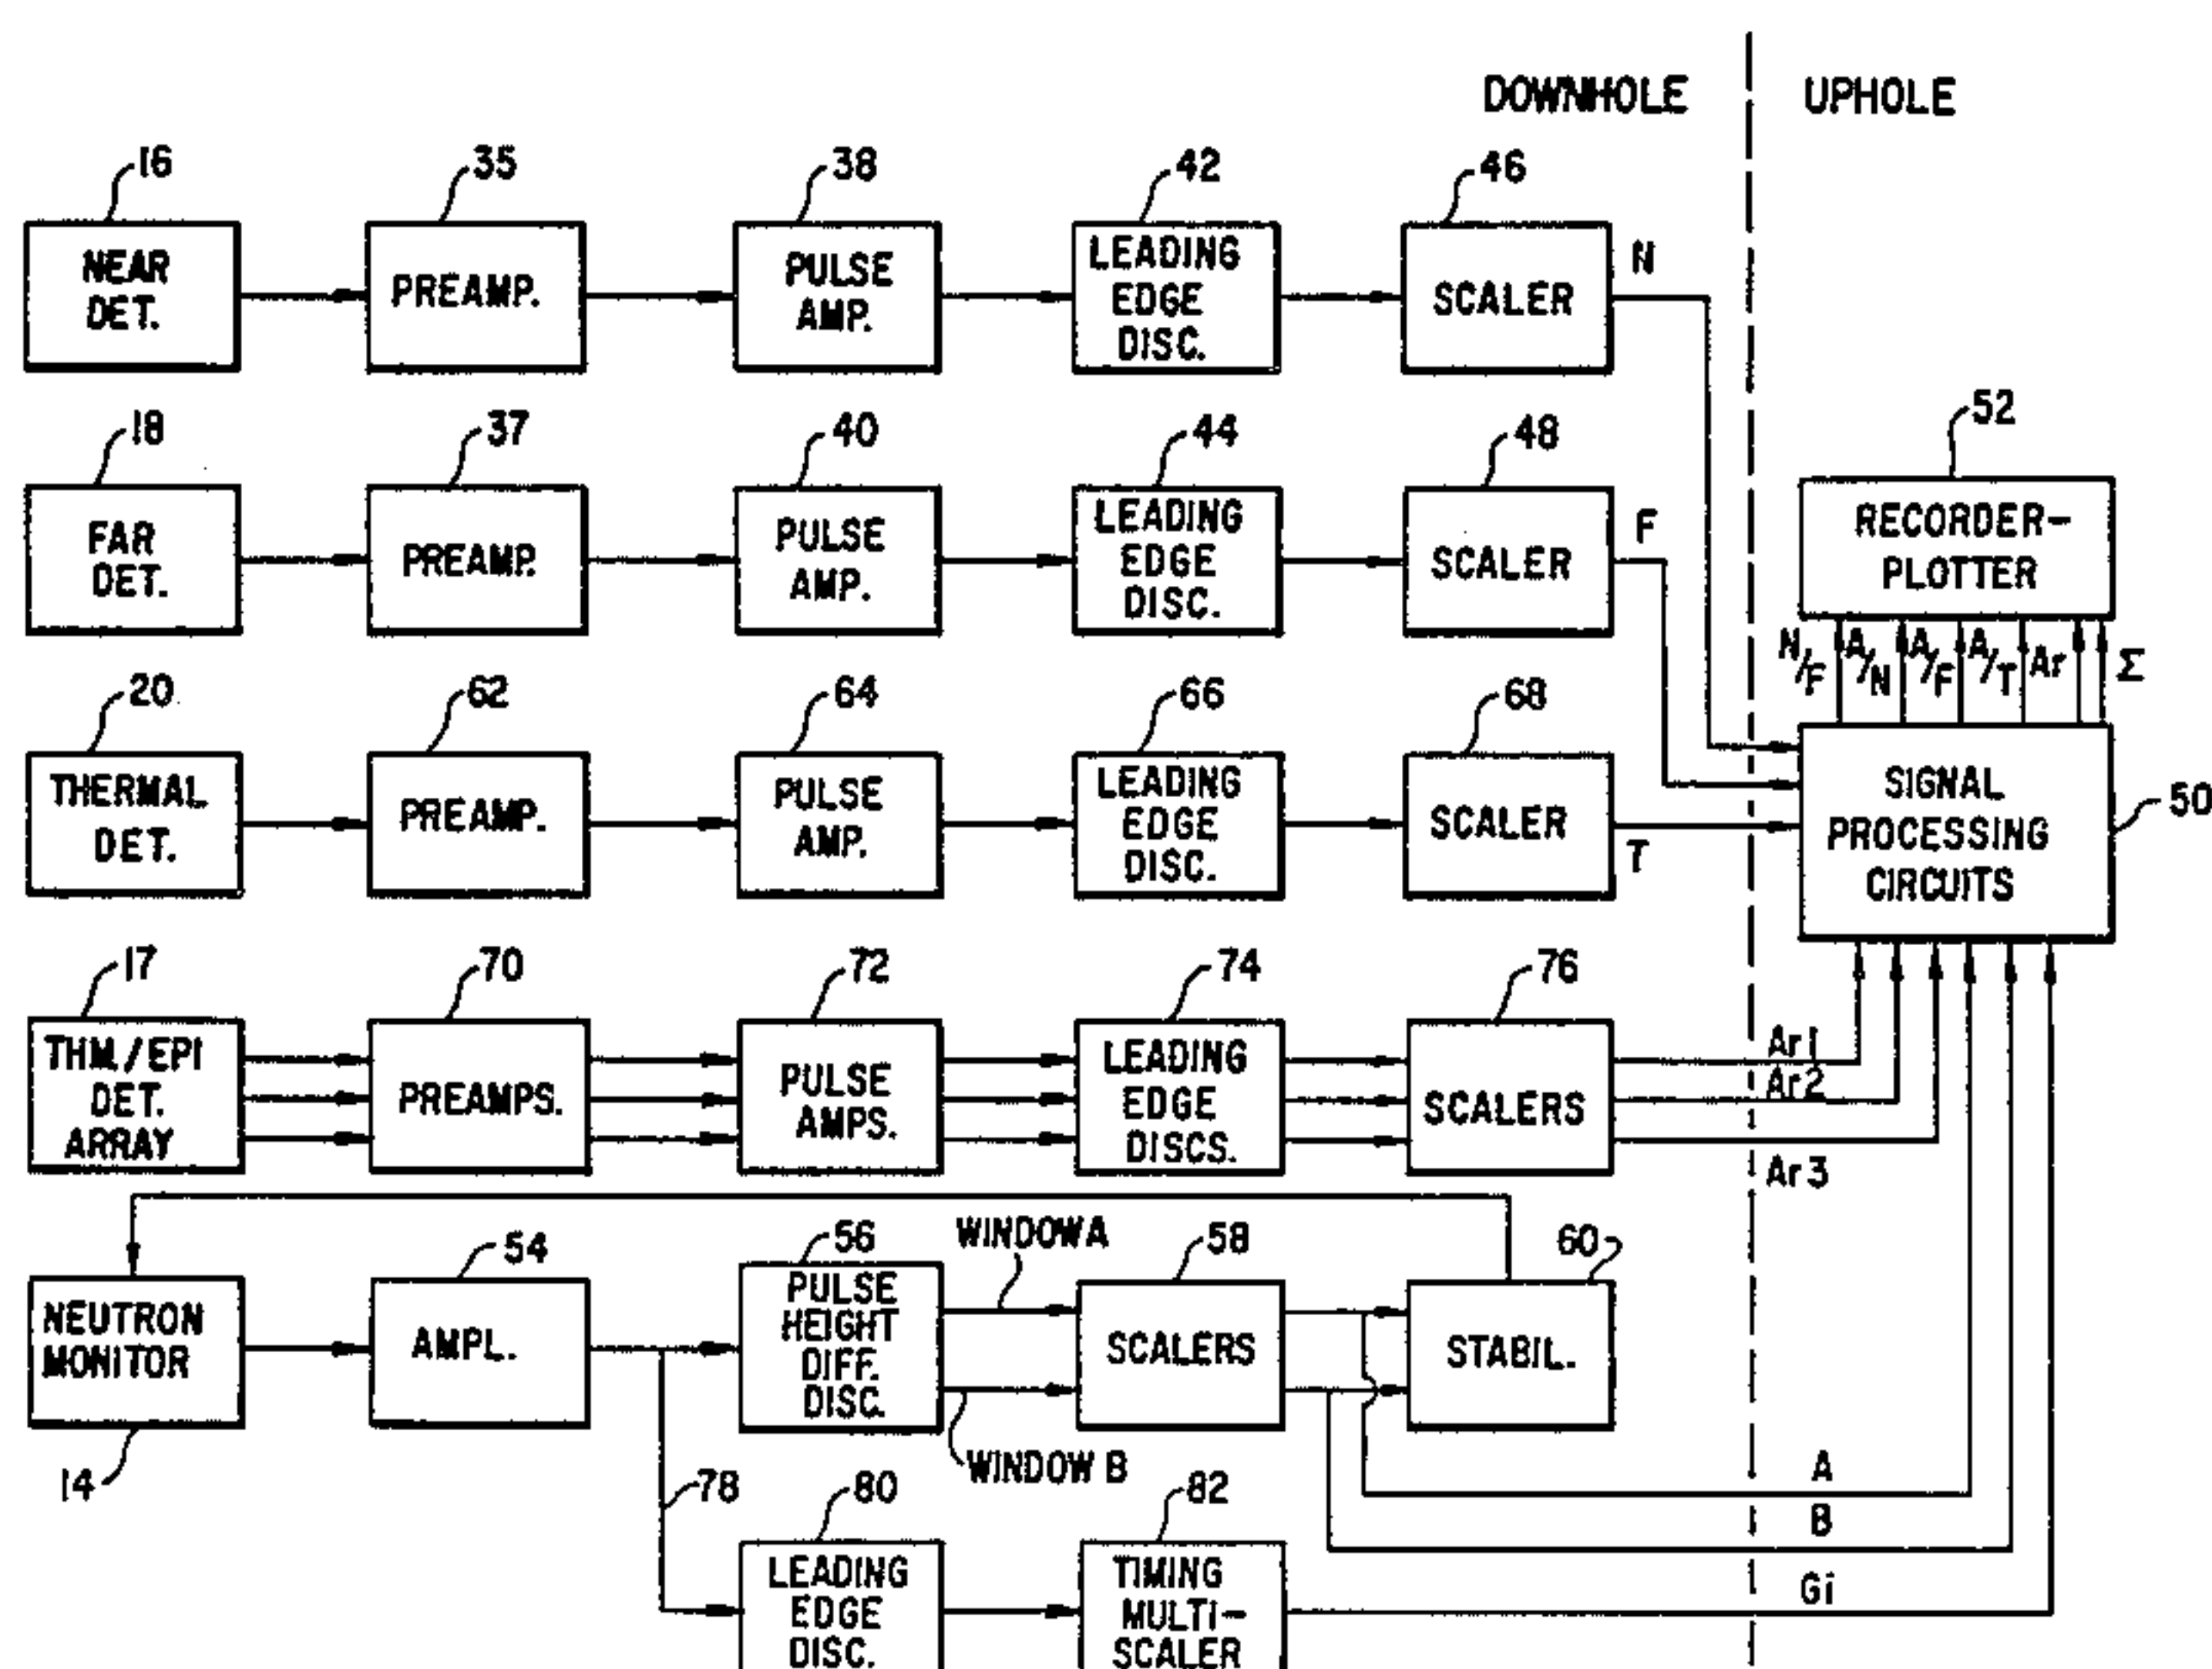 DOWNHOLE
UPHOLE
16
35
38
42
46
NEAR
DET.
PREAMP.
PULSE
AMP.
LEADING
EDGE
DISC.
SCALER
N
18
37
40
44
48
52
FAR
DET.
PREAMP.
PULSE
AMP.
LEADING
EDGE
DISC.
SCALER
F
RECORDER-
PLOTTER
N/F
A/N
A/F
A/T
Ar
Σ
20
62
64
66
68
THERMAL
DET.
PREAMP.
PULSE
AMP.
LEADING
EDGE
DISC.
SCALER
T
SIGNAL
PROCESSING
CIRCUITS
50
17
70
72
74
76
THM./EPI
DET.
ARRAY
PREAMPS.
PULSE
AMPS.
LEADING
EDGE
DISCS.
SCALERS
Ar1
Ar2
Ar3
54
56
WINDOW A
58
60
NEUTRON
MONITOR
AMPL.
PULSE
HEIGHT
DIFF.
DISC.
SCALERS
STABIL.
14
78
WINDOW B
A
B
80
82
LEADING
EDGE
DISC.
TIMING
MULTI-
SCALER
Gi